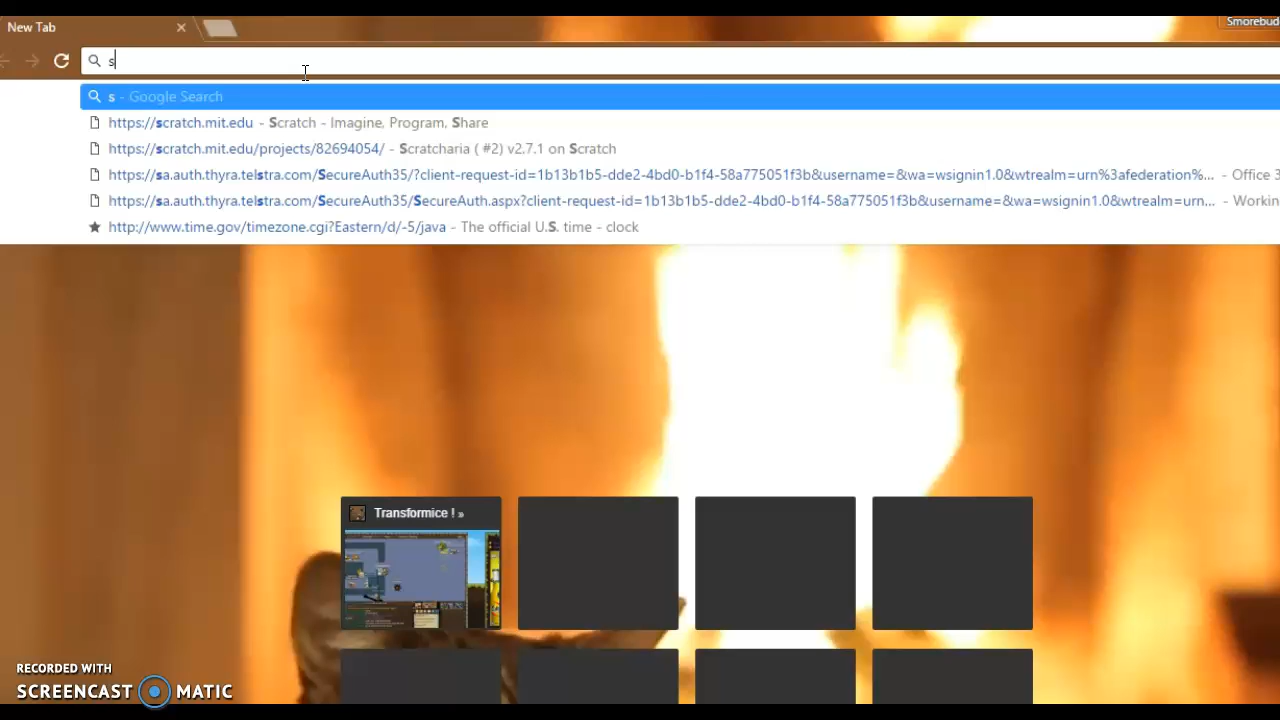 New Tab
Smorebud
s
s - Google Search
https://scratch.mit.edu - Scratch - Imagine, Program, Share
https://scratch.mit.edu/projects/82694054/ - Scratcharia ( #2) v2.7.1 on Scratch
https://sa.auth.thyra.telstra.com/SecureAuth35/?client-request-id=1b13b1b5-dde2-4bd0-b1f4-58a775051f3b&username=&wa=wsignin1.0&wtrealm=urn%3afederation%... - Office 3
https://sa.auth.thyra.telstra.com/SecureAuth35/SecureAuth.aspx?client-request-id=1b13b1b5-dde2-4bd0-b1f4-58a775051f3b&username=&wa=wsignin1.0&wtrealm=urn... - Workin
http://www.time.gov/timezone.cgi?Eastern/d/-5/java - The official U.S. time - clock
Transformice ! »
RECORDED WITH
SCREENCAST MATIC